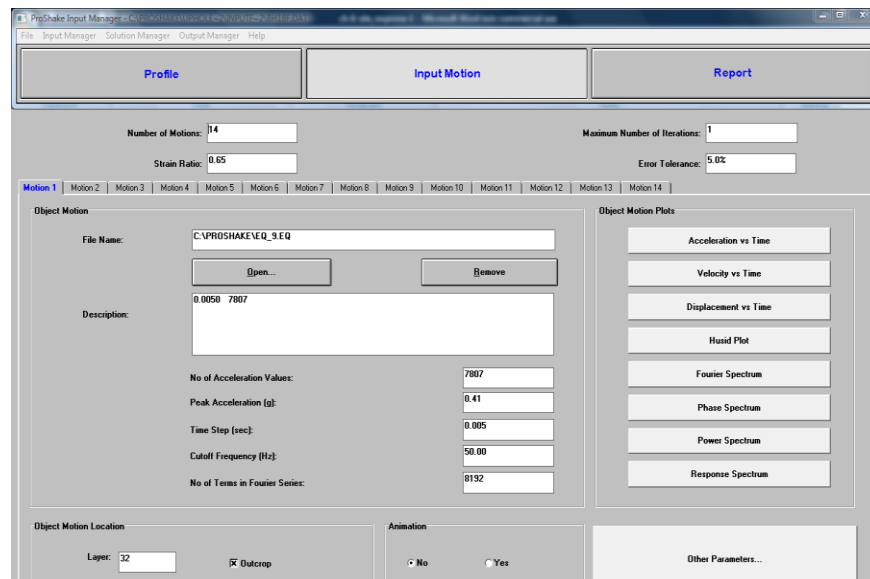 ProShake Input Manager - C:\PROSHAKE\
File Input Manager Solution Manager Output Manager Help
Profile Input Motion Report
Number of Motions: 14 Maximum Number of Iterations: 1
Strain Ratio: 0.65 Error Tolerance: 5.0%
Motion 1 Motion 2 Motion 3 Motion 4 Motion 5 Motion 6 Motion 7 Motion 8 Motion 9 Motion 10 Motion 11 Motion 12 Motion 13 Motion 14
Object Motion
File Name: C:\PROSHAKE\EQ_9.EQ
Open... Remove
Description: 0.0050 7807
No of Acceleration Values: 7807
Peak Acceleration (g): 0.41
Time Step (sec): 0.005
Cutoff Frequency (Hz): 50.00
No of Terms in Fourier Series: 8192
Object Motion Plots
Acceleration vs Time
Velocity vs Time
Displacement vs Time
Husid Plot
Fourier Spectrum
Phase Spectrum
Power Spectrum
Response Spectrum
Object Motion Location
Layer: 32 Outcrop
Animation
No Yes
Other Parameters...